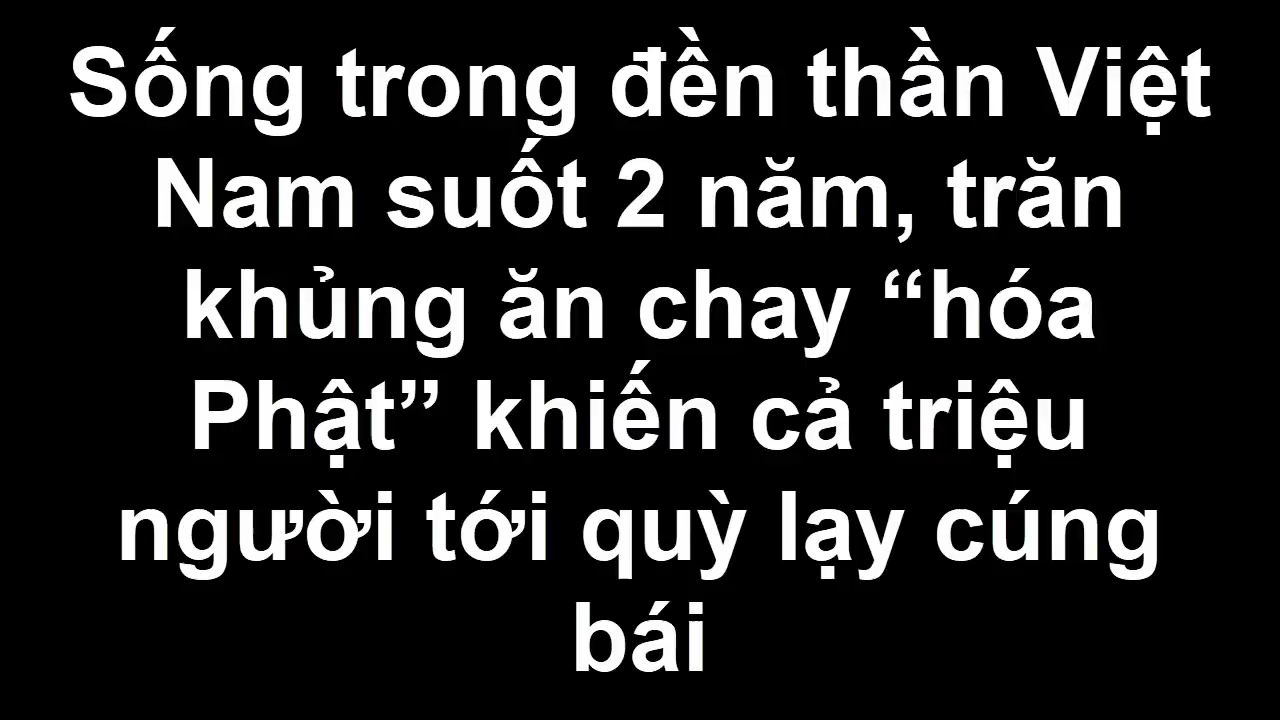 Sống trong đền thần Việt
Nam suốt 2 năm, trăn
khủng ăn chay “hóa
Phật” khiến cả triệu
người tới quỳ lạy cúng
bái